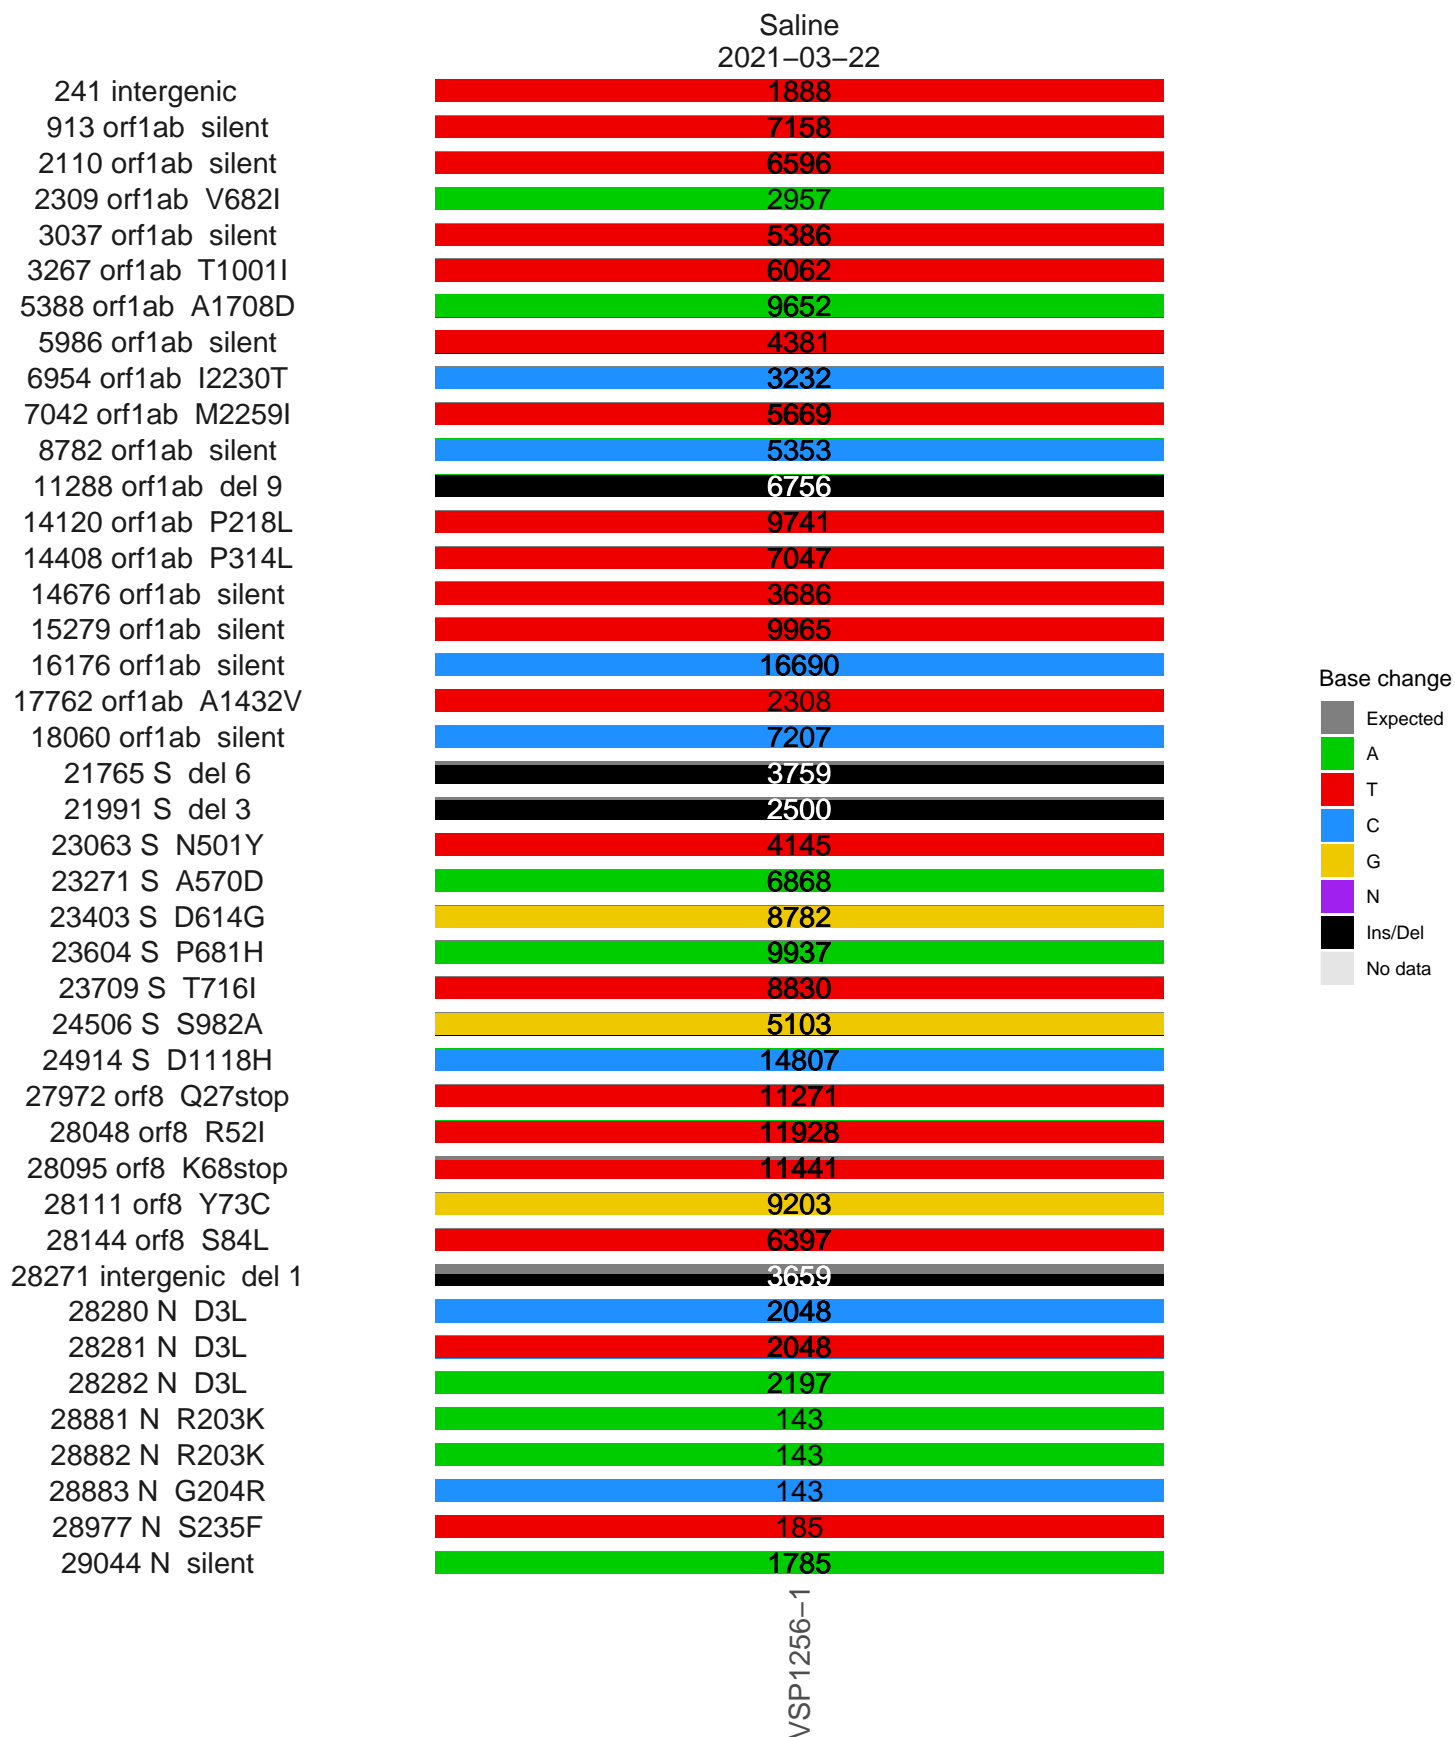 Saline
2021−03−22
241 intergenic 1888
913 orf1ab silent 7158
2110 orf1ab silent 6596
2309 orf1ab V682I 2957
3037 orf1ab silent 5386
3267 orf1ab T1001I 6062
5388 orf1ab A1708D 9652
5986 orf1ab silent 4381
6954 orf1ab I2230T 3232
7042 orf1ab M2259I 5669
8782 orf1ab silent 5353
11288 orf1ab del 9 6756
14120 orf1ab P218L 9741
14408 orf1ab P314L 7047
14676 orf1ab silent 3686
15279 orf1ab silent 9965
16176 orf1ab silent 16690
17762 orf1ab A1432V 2308
18060 orf1ab silent 7207
21765 S del 6 3759
21991 S del 3 2500
23063 S N501Y 4145
23271 S A570D 6868
23403 S D614G 8782
23604 S P681H 9937
23709 S T716I 8830
24506 S S982A 5103
24914 S D1118H 14807
27972 orf8 Q27stop 11271
28048 orf8 R52I 11928
28095 orf8 K68stop 11441
28111 orf8 Y73C 9203
28144 orf8 S84L 6397
28271 intergenic del 1 3659
28280 N D3L 2048
28281 N D3L 2048
28282 N D3L 2197
28881 N R203K 143
28882 N R203K 143
28883 N G204R 143
28977 N S235F 185
29044 N silent 1785
VSP1256−1
Base change
Expected
A
T
C
G
N
Ins/Del
No data